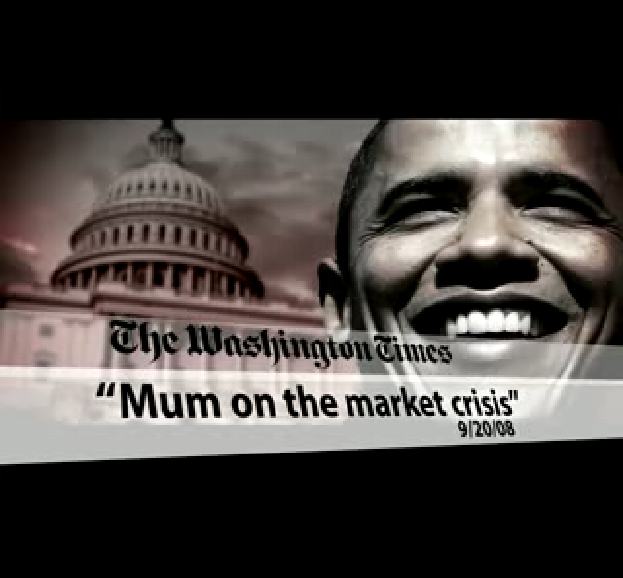 The Washington Times
“Mum on the market crisis”
9/20/08